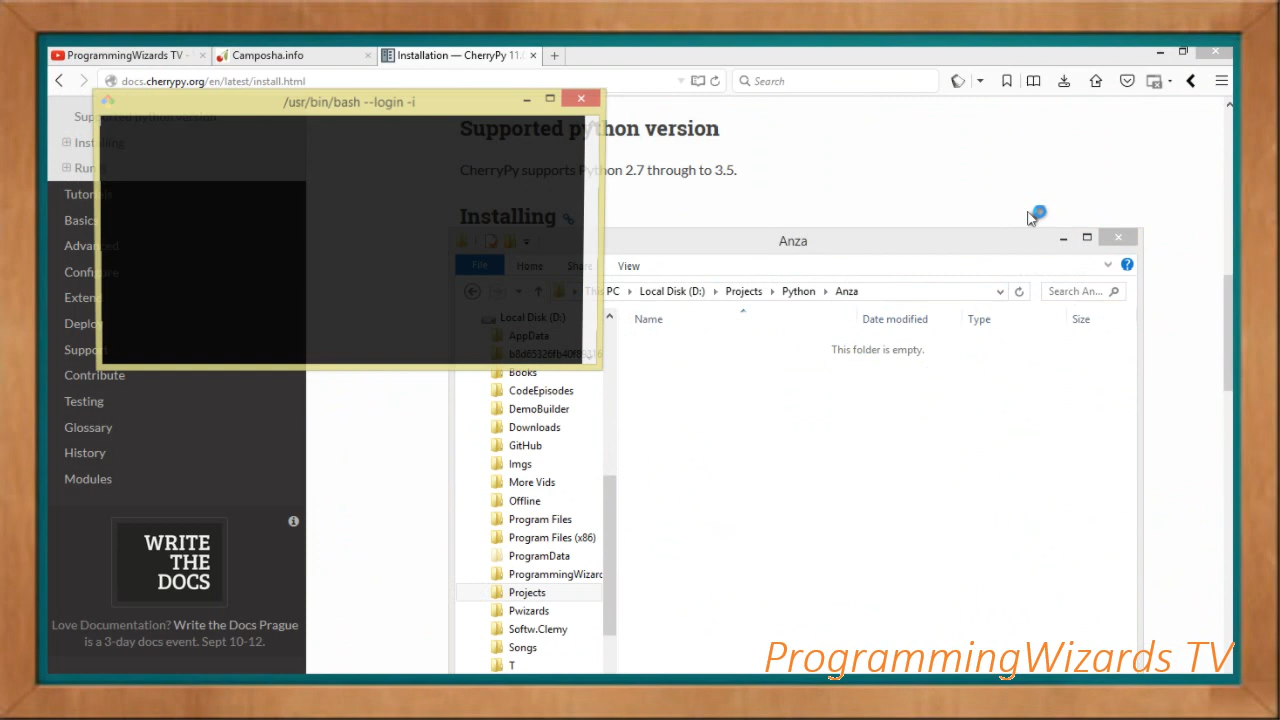 ProgrammingWizards TV -
Camposha.info
Installation — CherryPy 11.
docs.cherrypy.org/en/latest/install.html
Search
/usr/bin/bash --login -i
Supported python version
Supported python version
CherryPy supports Python 2.7 through to 3.5.
Installing
Installing
Run
Tutorials
Basics
Advanced
Configure
Extend
Deploy
Support
Contribute
Testing
Glossary
History
Modules
WRITE
THE
DOCS
Love Documentation? Write the Docs Prague
is a 3-day docs event. Sept 10-12.
Anza
File
Home
Share
View
This PC
Local Disk (D:)
Projects
Python
Anza
Search An...
Name
Date modified
Type
Size
This folder is empty.
Local Disk (D:)
AppData
Books
CodeEpisodes
DemoBuilder
Downloads
GitHub
Imgs
More Vids
Offline
Program Files
Program Files (x86)
ProgramData
ProgrammingWizard
Projects
Pwizards
Softw.Clemy
Songs
T
ProgrammingWizards TV